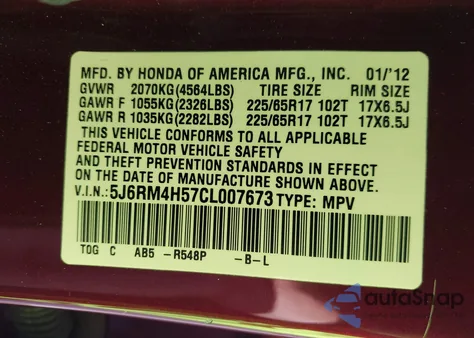 MFD. BY HONDA OF AMERICA MFG., INC. 01/'12
GVWR 2070KG(4564LBS) TIRE SIZE RIM SIZE
GAWR F 1055KG(2326LBS) 225/65R17 102T 17X6.5J
GAWR R 1035KG(2282LBS) 225/65R17 102T 17X6.5J
THIS VEHICLE CONFORMS TO ALL APPLICABLE
FEDERAL MOTOR VEHICLE SAFETY
AND THEFT PREVENTION STANDARDS IN EFFECT
ON THE DATE OF MANUFACTURE SHOWN ABOVE.
V.I.N.: 5J6RM4H57CL007673 TYPE: MPV
TOG C AB5 -R548P -B-L
autoSnap